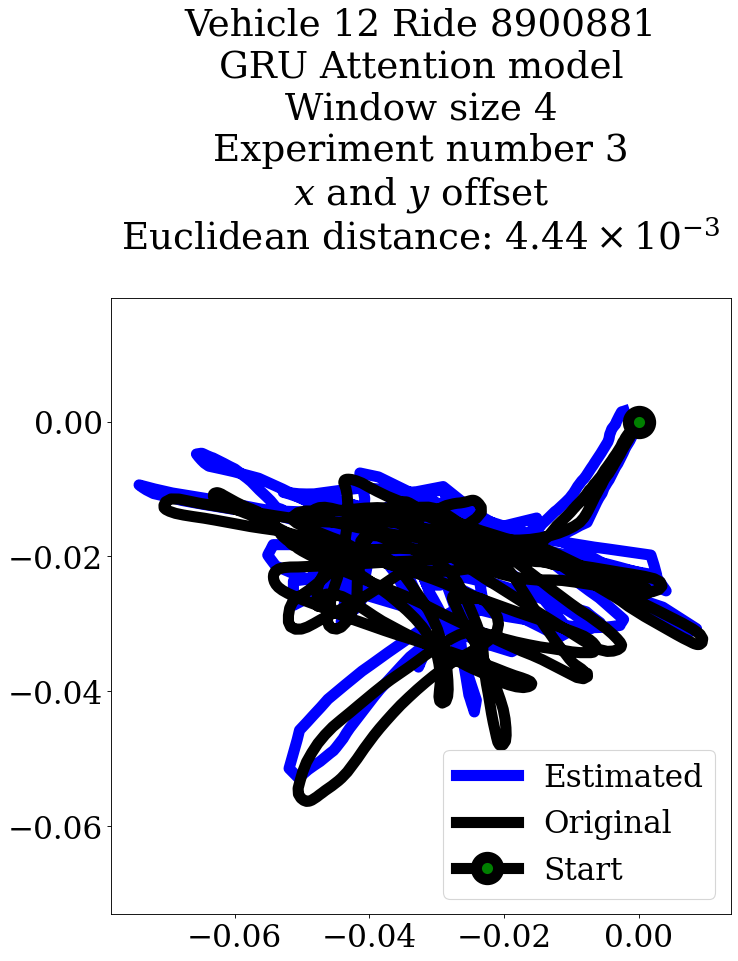 Vehicle 12 Ride 8900881
GRU Attention model
Window size 4
Experiment number 3
x and y offset
Euclidean distance: 4.44 × 10⁻³
0.00
−0.02
−0.04
−0.06
Estimated
Original
Start
−0.06 −0.04 −0.02 0.00